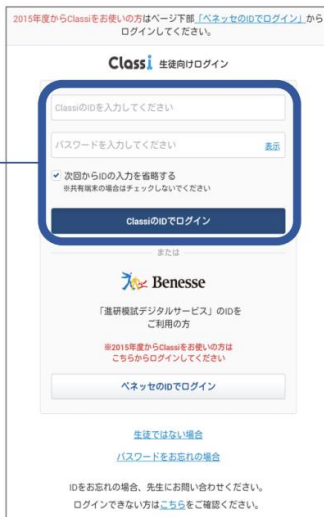 2015年度からClassiをお使いの方はページ下部「ベネッセのIDでログイン」から
ログインしてください。
Classi 生徒向けログイン
ClassiのIDを入力してください
パスワードを入力してください 表示
次回からIDの入力を省略する
※共有端末の場合はチェックしないでください
ClassiのIDでログイン
または
Benesse
「進研模試デジタルサービス」のIDを
ご利用の方
※2015年度からClassiをお使いの方は
こちらからログインしてください
ベネッセのIDでログイン
生徒ではない場合
パスワードをお忘れの場合
IDをお忘れの場合、先生にお問い合わせください。
ログインできない方はこちらをご確認ください。